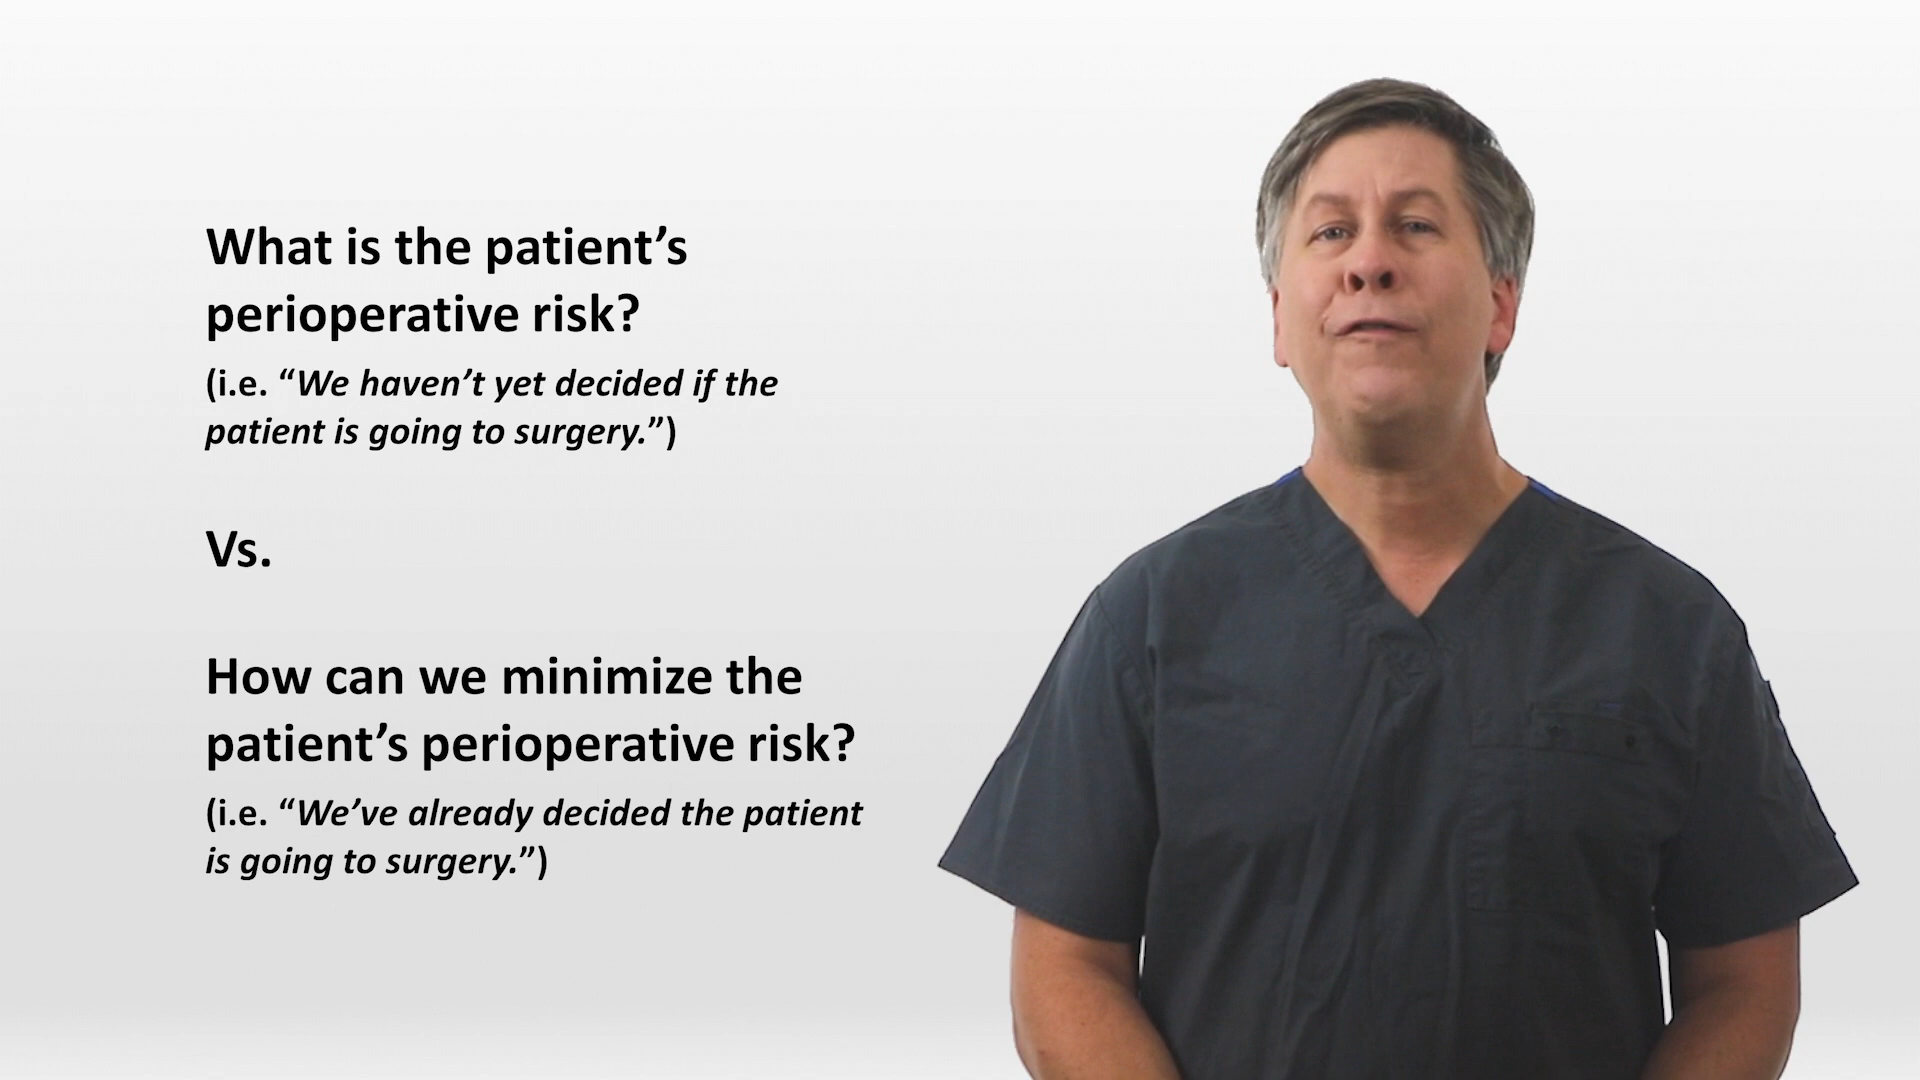 What is the patient’s
perioperative risk?
(i.e. “We haven’t yet decided if the
patient is going to surgery.”)
Vs.
How can we minimize the
patient’s perioperative risk?
(i.e. “We’ve already decided the patient
is going to surgery.”)